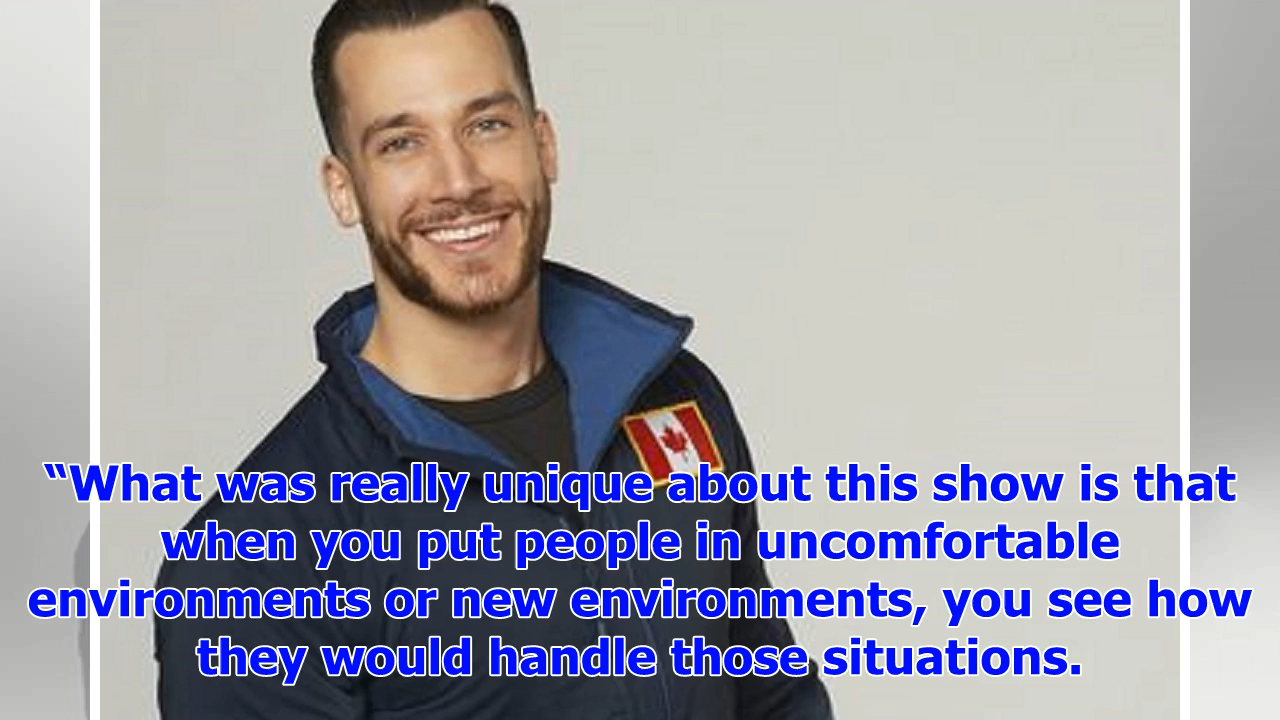 “What was really unique about this show is that
when you put people in uncomfortable
environments or new environments, you see how
they would handle those situations.